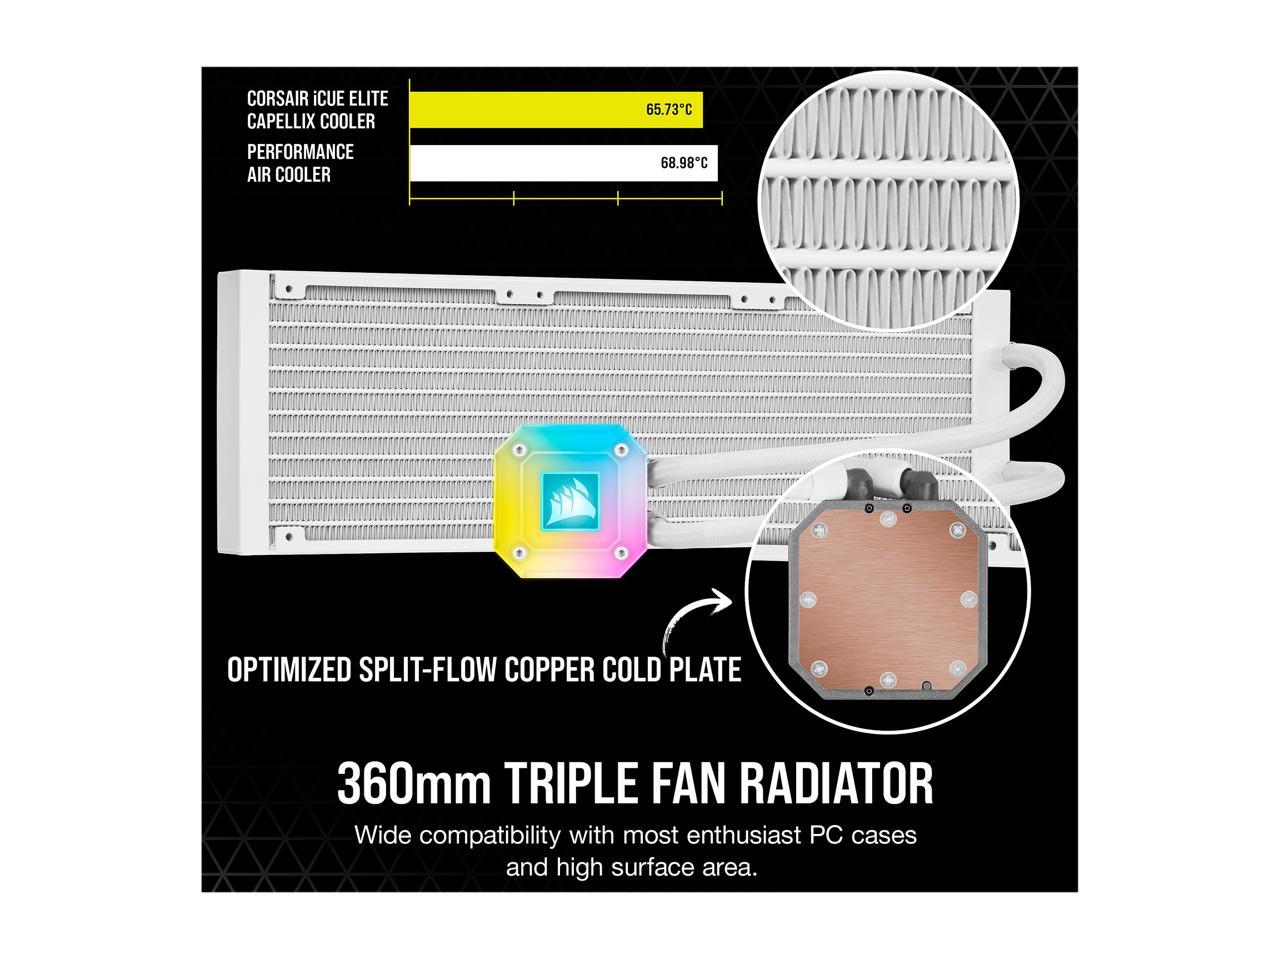 CORSAIR iCUE ELITE
CAPELLIX COOLER
65.73°C
PERFORMANCE
AIR COOLER
68.98°C
OPTIMIZED SPLIT-FLOW COPPER COLD PLATE
360mm TRIPLE FAN RADIATOR
Wide compatibility with most enthusiast PC cases
and high surface area.